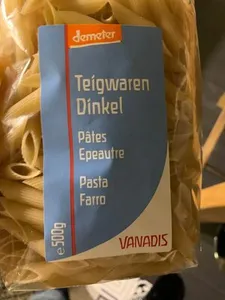 demeter
Teigwaren
Dinkel
Pâtes
Epeautre
Pasta
Farro
℮500g
VANADIS